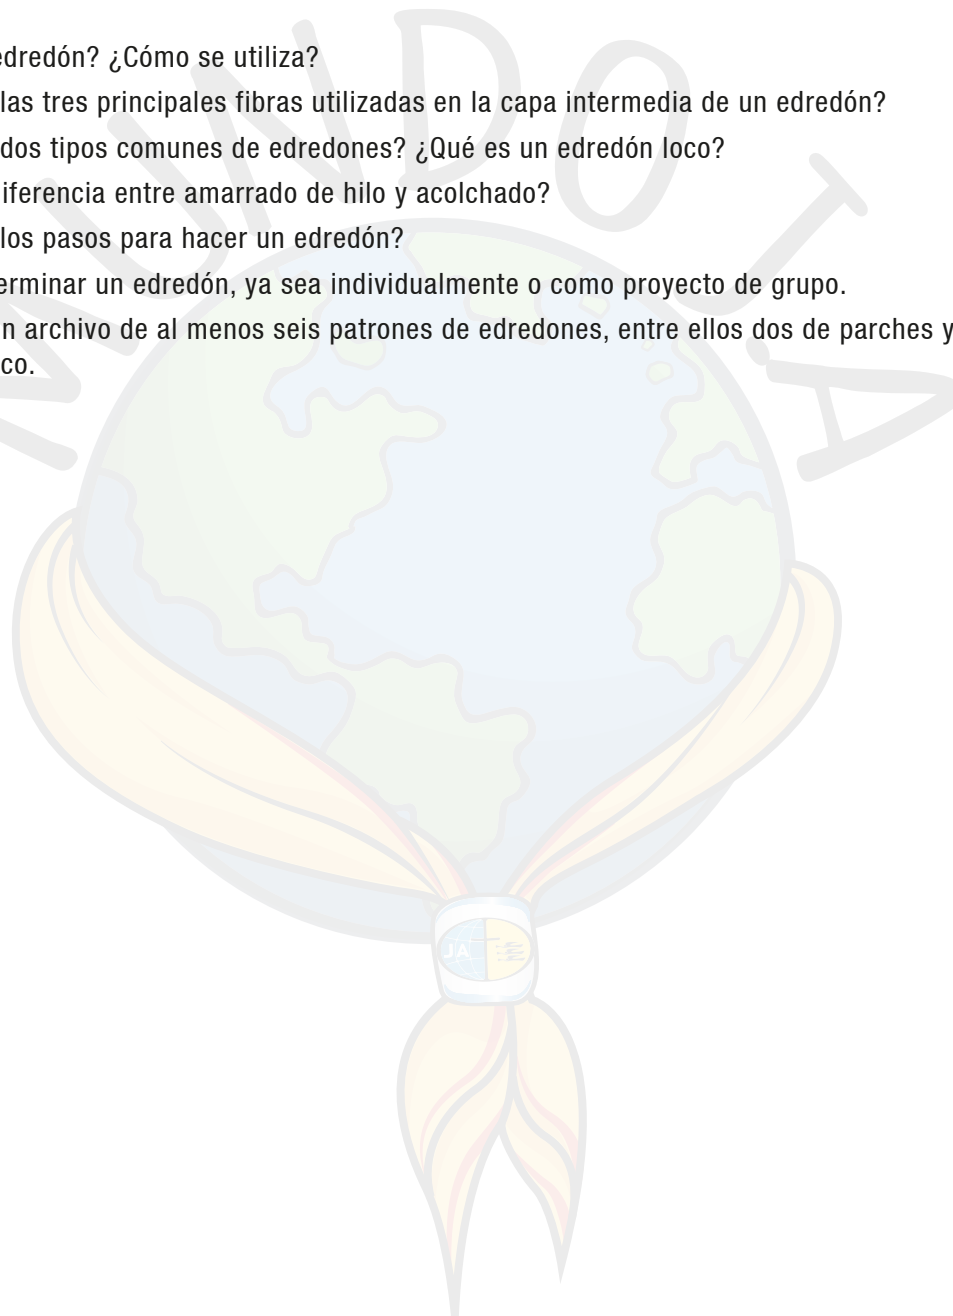 edredón? ¿Cómo se utiliza?
las tres principales fibras utilizadas en la capa intermedia de un edredón?
dos tipos comunes de edredones? ¿Qué es un edredón loco?
iferencia entre amarrado de hilo y acolchado?
los pasos para hacer un edredón?
erminar un edredón, ya sea individualmente o como proyecto de grupo.
n archivo de al menos seis patrones de edredones, entre ellos dos de parches y
co.
MUNDO JA
JA